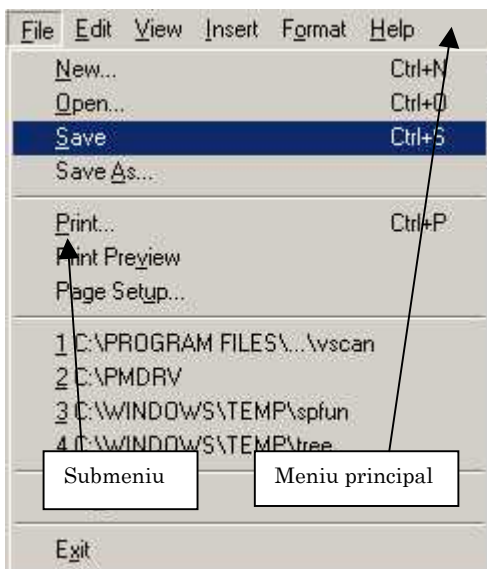 File Edit View Insert Format Help
New... Ctrl+N
Open... Ctrl+O
Save Ctrl+S
Save As...
Print... Ctrl+P
Print Preview
Page Setup...
1 C:\PROGRAM FILES\...\vscan
2 C:\PMDRV
3 C:\WINDOWS\TEMP\spfun
4 C:\WINDOWS\TEMP\tree
Submeniu Meniu principal
Exit